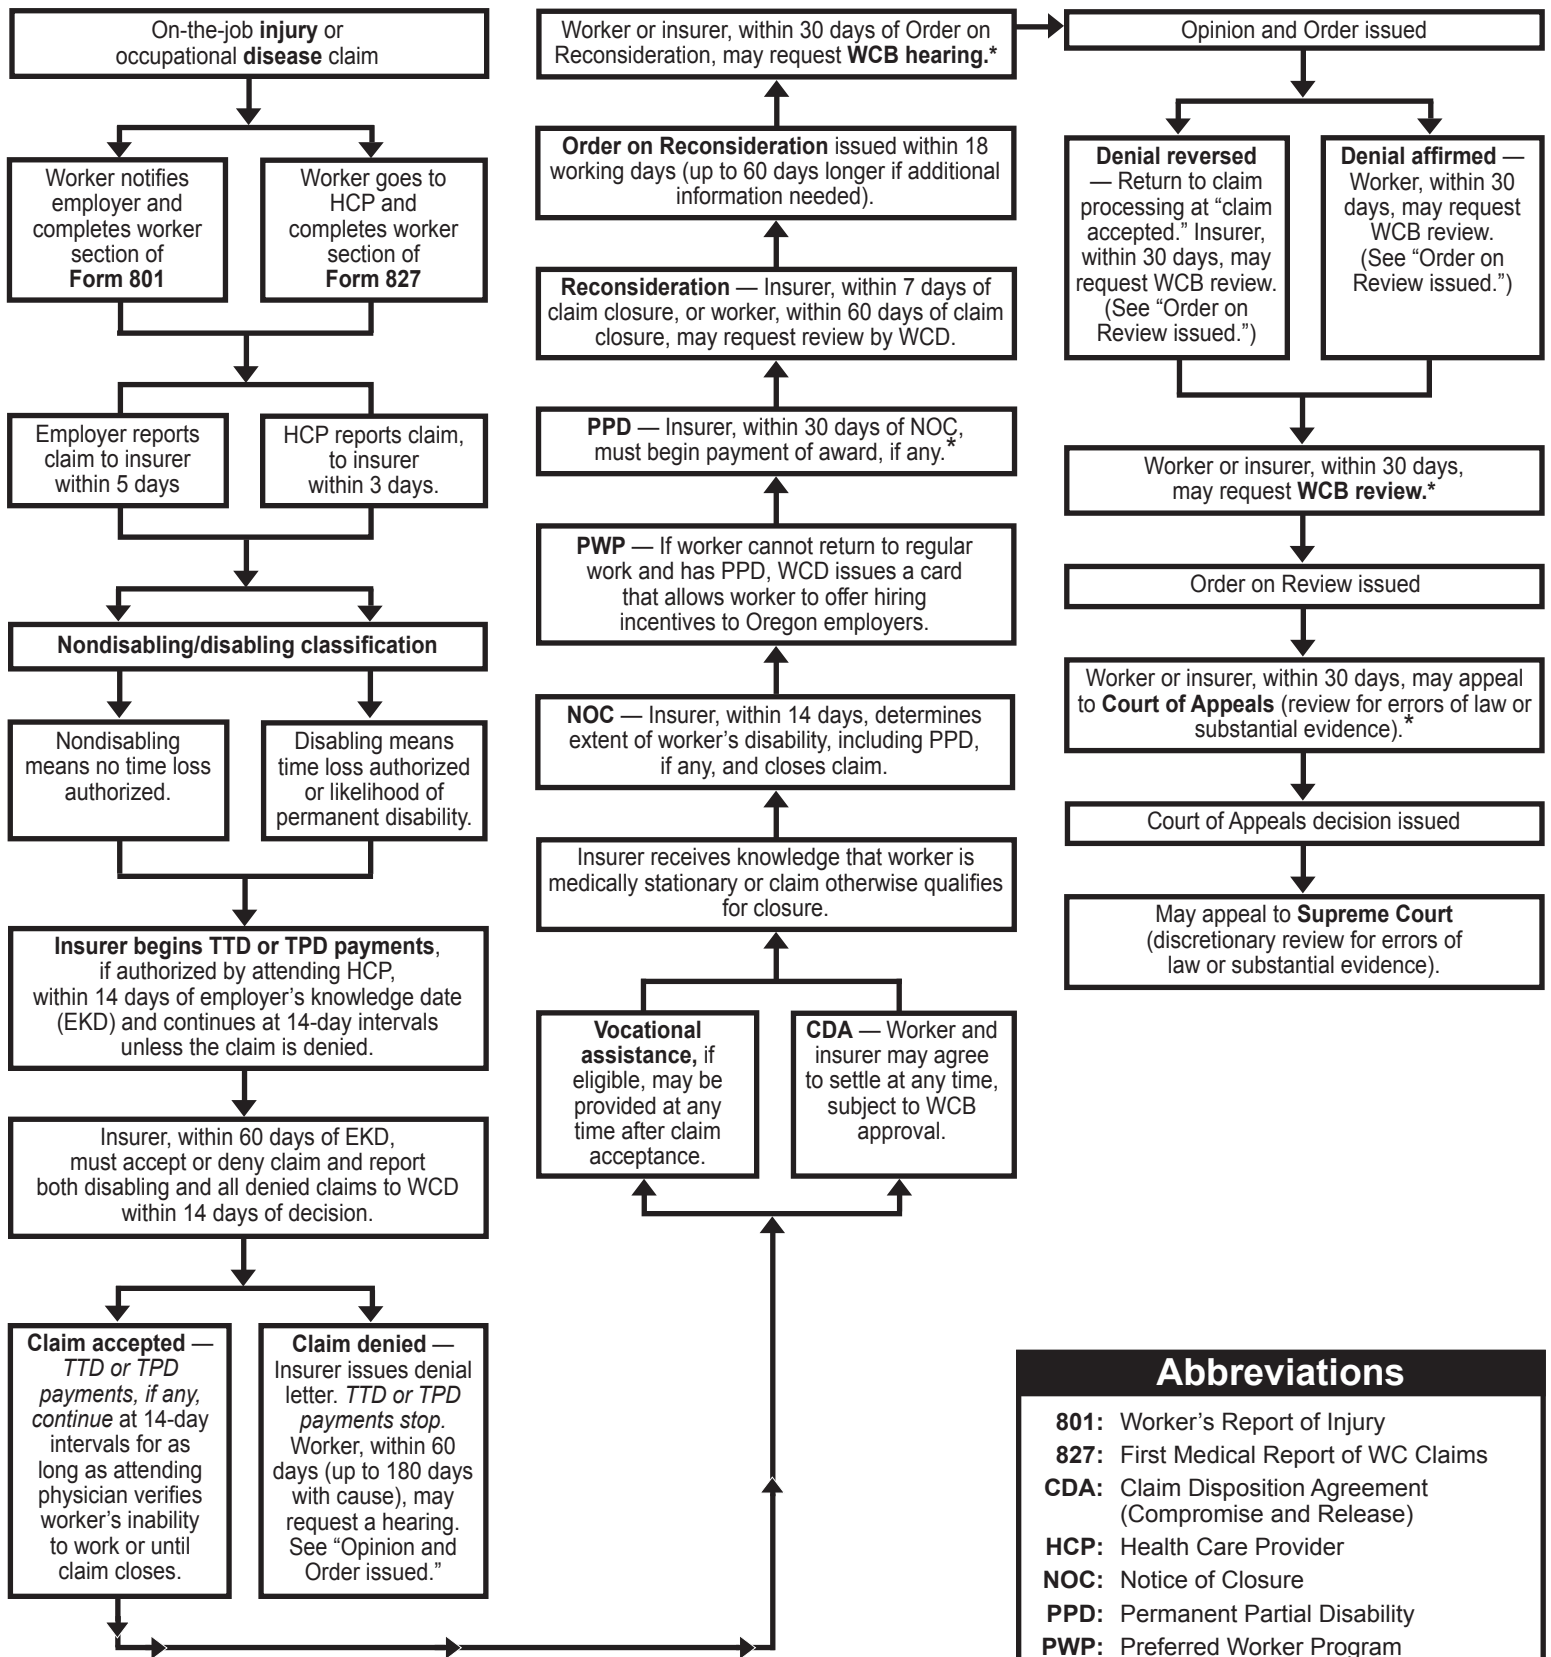 On-the-job injury or
occupational disease claim
Worker notifies
employer and
completes worker
section of
Form 801
Worker goes to
HCP and
completes worker
section of
Form 827
Employer reports
claim to insurer
within 5 days
HCP reports claim,
to insurer
within 3 days.
Nondisabling/disabling classification
Nondisabling
means no time loss
authorized.
Disabling means
time loss authorized
or likelihood of
permanent disability.
Insurer begins TTD or TPD payments,
if authorized by attending HCP,
within 14 days of employer’s knowledge date
(EKD) and continues at 14-day intervals
unless the claim is denied.
Insurer, within 60 days of EKD,
must accept or deny claim and report
both disabling and all denied claims to WCD
within 14 days of decision.
Claim accepted —
TTD or TPD
payments, if any,
continue at 14-day
intervals for as
long as attending
physician verifies
worker’s inability
to work or until
claim closes.
Claim denied —
Insurer issues denial
letter. TTD or TPD
payments stop.
Worker, within 60
days (up to 180 days
with cause), may
request a hearing.
See “Opinion and
Order issued.”
Worker or insurer, within 30 days of Order on
Reconsideration, may request WCB hearing.*
Order on Reconsideration issued within 18
working days (up to 60 days longer if additional
information needed).
Reconsideration — Insurer, within 7 days of
claim closure, or worker, within 60 days of claim
closure, may request review by WCD.
PPD — Insurer, within 30 days of NOC,
must begin payment of award, if any.*
PWP — If worker cannot return to regular
work and has PPD, WCD issues a card
that allows worker to offer hiring
incentives to Oregon employers.
NOC — Insurer, within 14 days, determines
extent of worker’s disability, including PPD,
if any, and closes claim.
Insurer receives knowledge that worker is
medically stationary or claim otherwise qualifies
for closure.
Vocational
assistance, if
eligible, may be
provided at any
time after claim
acceptance.
CDA — Worker and
insurer may agree
to settle at any time,
subject to WCB
approval.
Opinion and Order issued
Denial reversed
— Return to claim
processing at “claim
accepted.” Insurer,
within 30 days, may
request WCB review.
(See “Order on
Review issued.”)
Denial affirmed —
Worker, within 30
days, may request
WCB review.
(See “Order on
Review issued.”)
Worker or insurer, within 30 days,
may request WCB review.*
Order on Review issued
Worker or insurer, within 30 days, may appeal
to Court of Appeals (review for errors of law or
substantial evidence).*
Court of Appeals decision issued
May appeal to Supreme Court
(discretionary review for errors of
law or substantial evidence).
Abbreviations
801: Worker’s Report of Injury
827: First Medical Report of WC Claims
CDA: Claim Disposition Agreement
(Compromise and Release)
HCP: Health Care Provider
NOC: Notice of Closure
PPD: Permanent Partial Disability
PWP: Preferred Worker Program